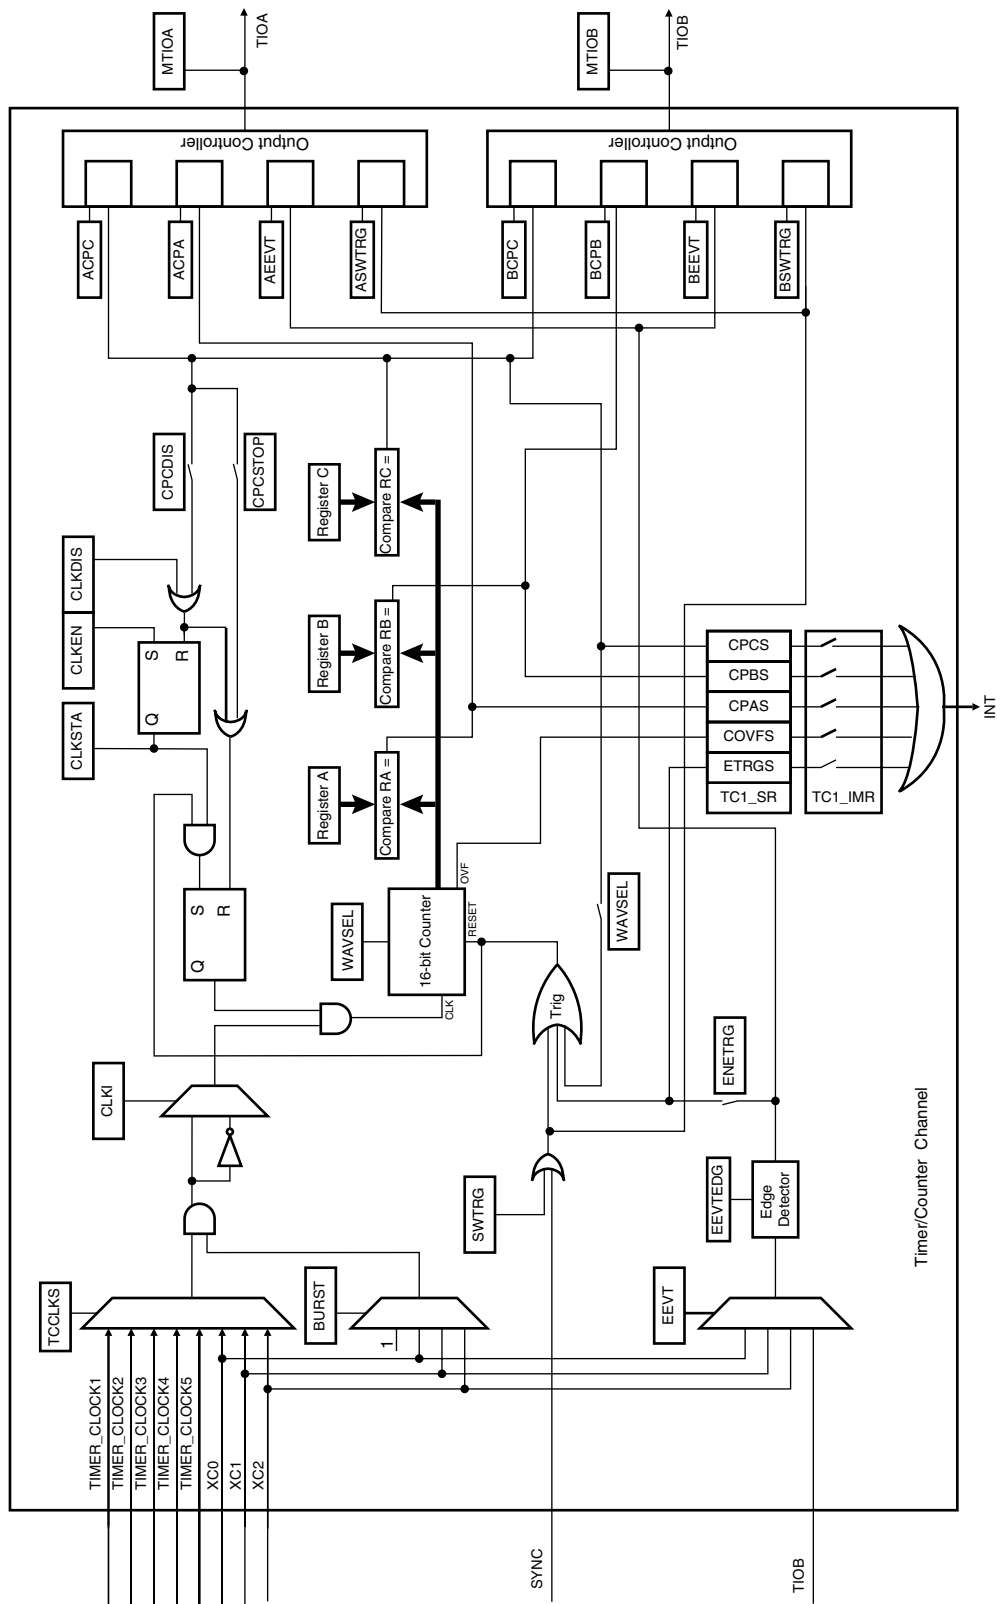 TCCLKS
TIMER_CLOCK1
TIMER_CLOCK2
TIMER_CLOCK3
TIMER_CLOCK4
TIMER_CLOCK5
XC0
XC1
XC2
CLKI
CLKSTA
CLKEN
CLKDIS
Q
S
R
Q
S
R
CPCDIS
CPCSTOP
BURST
1
WAVSEL
16-bit Counter
CLK
RESET
OVF
Register A
Register B
Register C
Compare RA =
Compare RB =
Compare RC =
ACPC
ACPA
AEEVT
ASWTRG
Output Controller
MTIOA
TIOA
BCPC
BCPB
BEEVT
BSWTRG
Output Controller
MTIOB
TIOB
SYNC
SWTRG
Trig
WAVSEL
TIOB
EEVT
EEVTEDG
Edge
Detector
ENETRG
CPCS
CPBS
CPAS
COVFS
ETRGS
TC1_SR
TC1_IMR
INT
Timer/Counter Channel